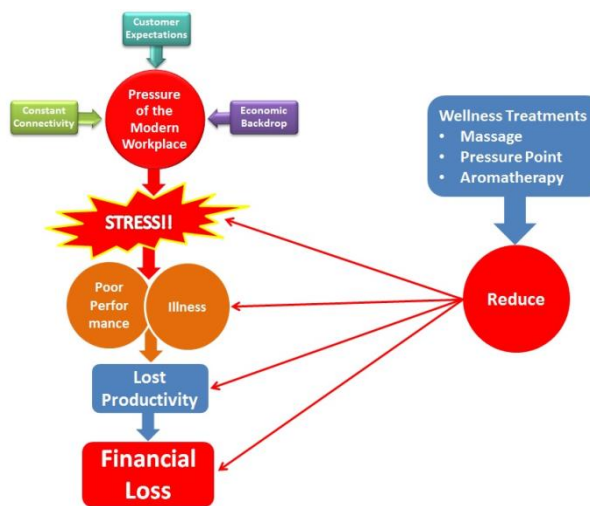 Customer
Expectations
Constant
Connectivity
Pressure
of the
Modern
Workplace
Economic
Backdrop
STRESS!!
Poor
Perfor
mance
Illness
Lost
Productivity
Financial
Loss
Wellness Treatments
• Massage
• Pressure Point
• Aromatherapy
Reduce